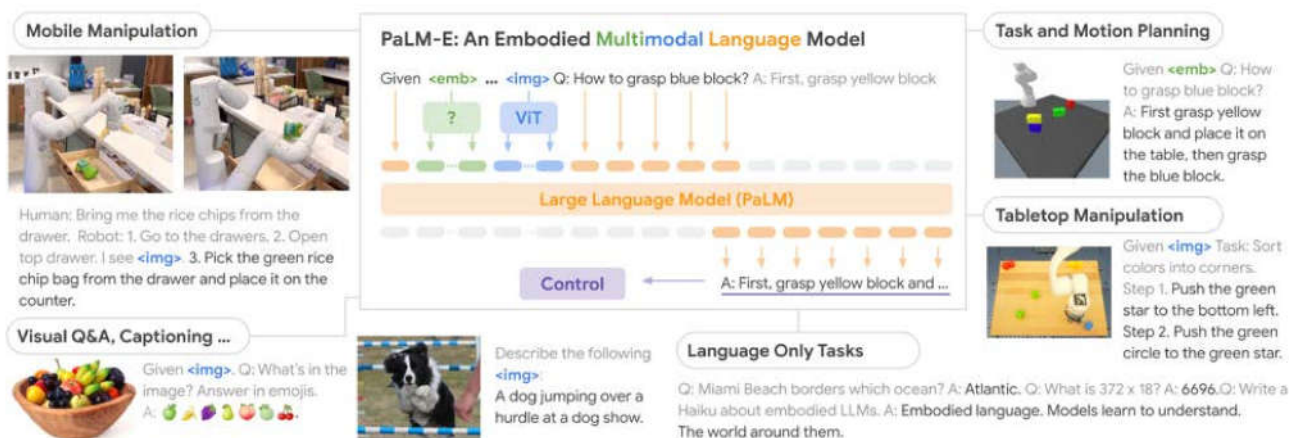 Mobile Manipulation
Human: Bring me the rice chips from the
drawer. Robot: 1. Go to the drawers, 2. Open
top drawer. I see <img>. 3. Pick the green rice
chip bag from the drawer and place it on the
counter.
PaLM-E: An Embodied Multimodal Language Model
Given <emb> ... <img> Q: How to grasp blue block? A: First, grasp yellow block
?
ViT
Large Language Model (PaLM)
Control
A: First, grasp yellow block and ...
Task and Motion Planning
Given <emb> Q: How
to grasp blue block?
A: First grasp yellow
block and place it on
the table, then grasp
the blue block.
Tabletop Manipulation
Given <img> Task: Sort
colors into corners.
Step 1. Push the green
star to the bottom left.
Step 2. Push the green
circle to the green star.
Visual Q&A, Captioning ...
Given <img>. Q: What's in the
image? Answer in emojis.
A: 🍏🍌🍆🍐🍑🍈🍒.
Describe the following
<img>:
A dog jumping over a
hurdle at a dog show.
Language Only Tasks
Q: Miami Beach borders which ocean? A: Atlantic. Q: What is 372 x 18? A: 6696.Q: Write a
Haiku about embodied LLMs. A: Embodied language. Models learn to understand.
The world around them.